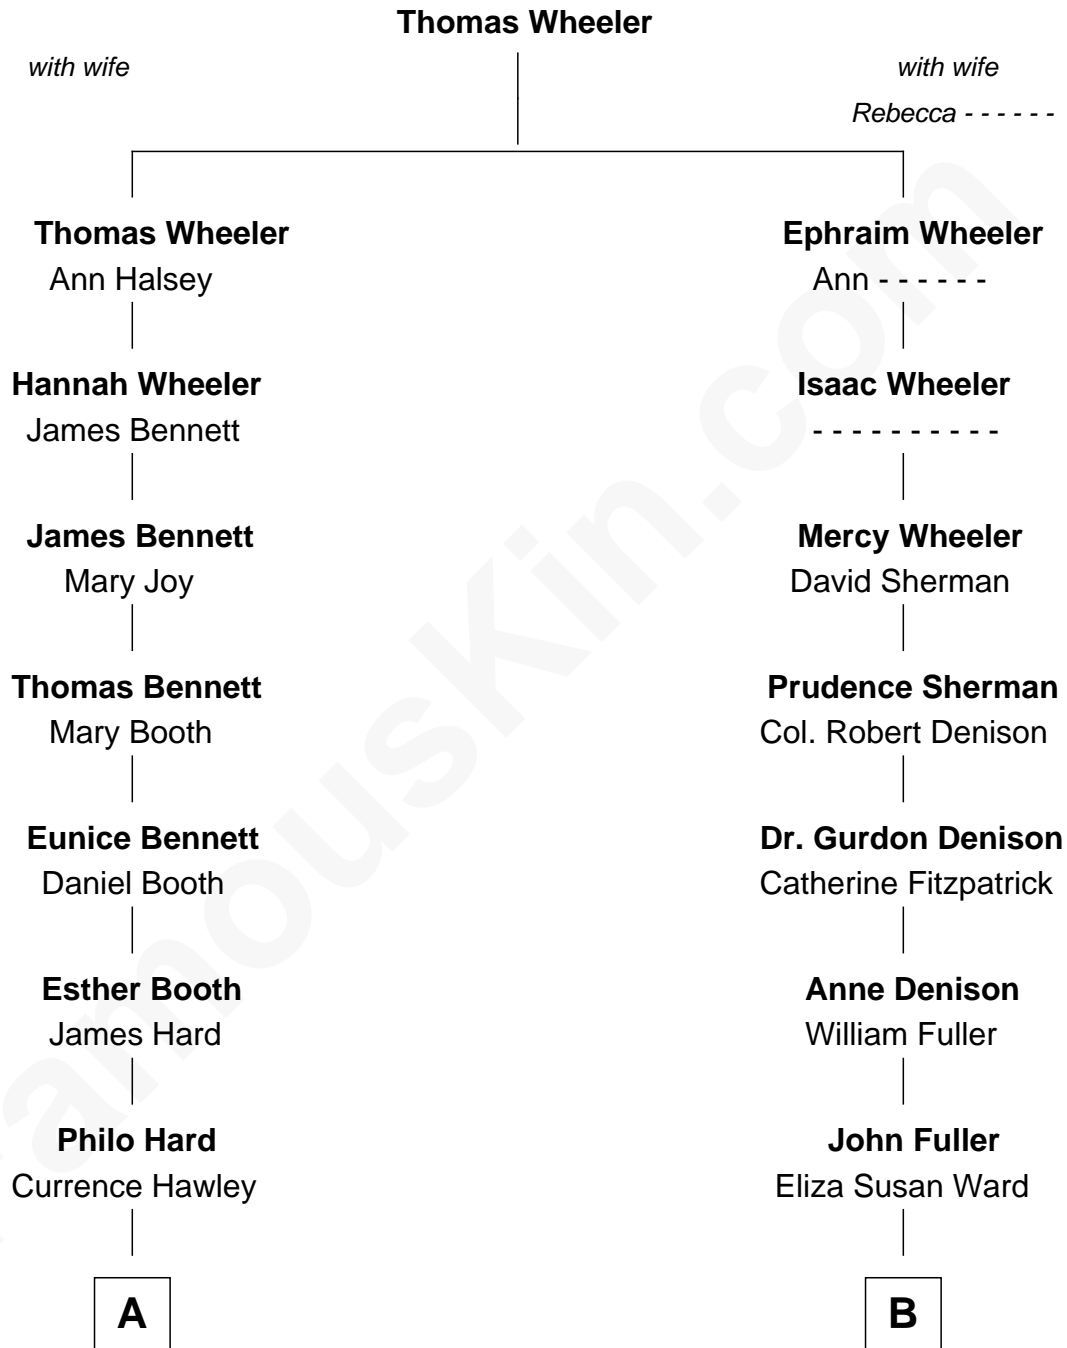 Thomas Wheeler
with wife
with wife
Rebecca - - - - - -
Thomas Wheeler
Ephraim Wheeler
Ann Halsey
Ann - - - - - -
Hannah Wheeler
Isaac Wheeler
James Bennett
- - - - - - - - - -
James Bennett
Mercy Wheeler
Mary Joy
David Sherman
Thomas Bennett
Prudence Sherman
Mary Booth
Col. Robert Denison
Eunice Bennett
Dr. Gurdon Denison
Daniel Booth
Catherine Fitzpatrick
Esther Booth
Anne Denison
James Hard
William Fuller
Philo Hard
John Fuller
Currence Hawley
Eliza Susan Ward
A
B
FamousKin.com